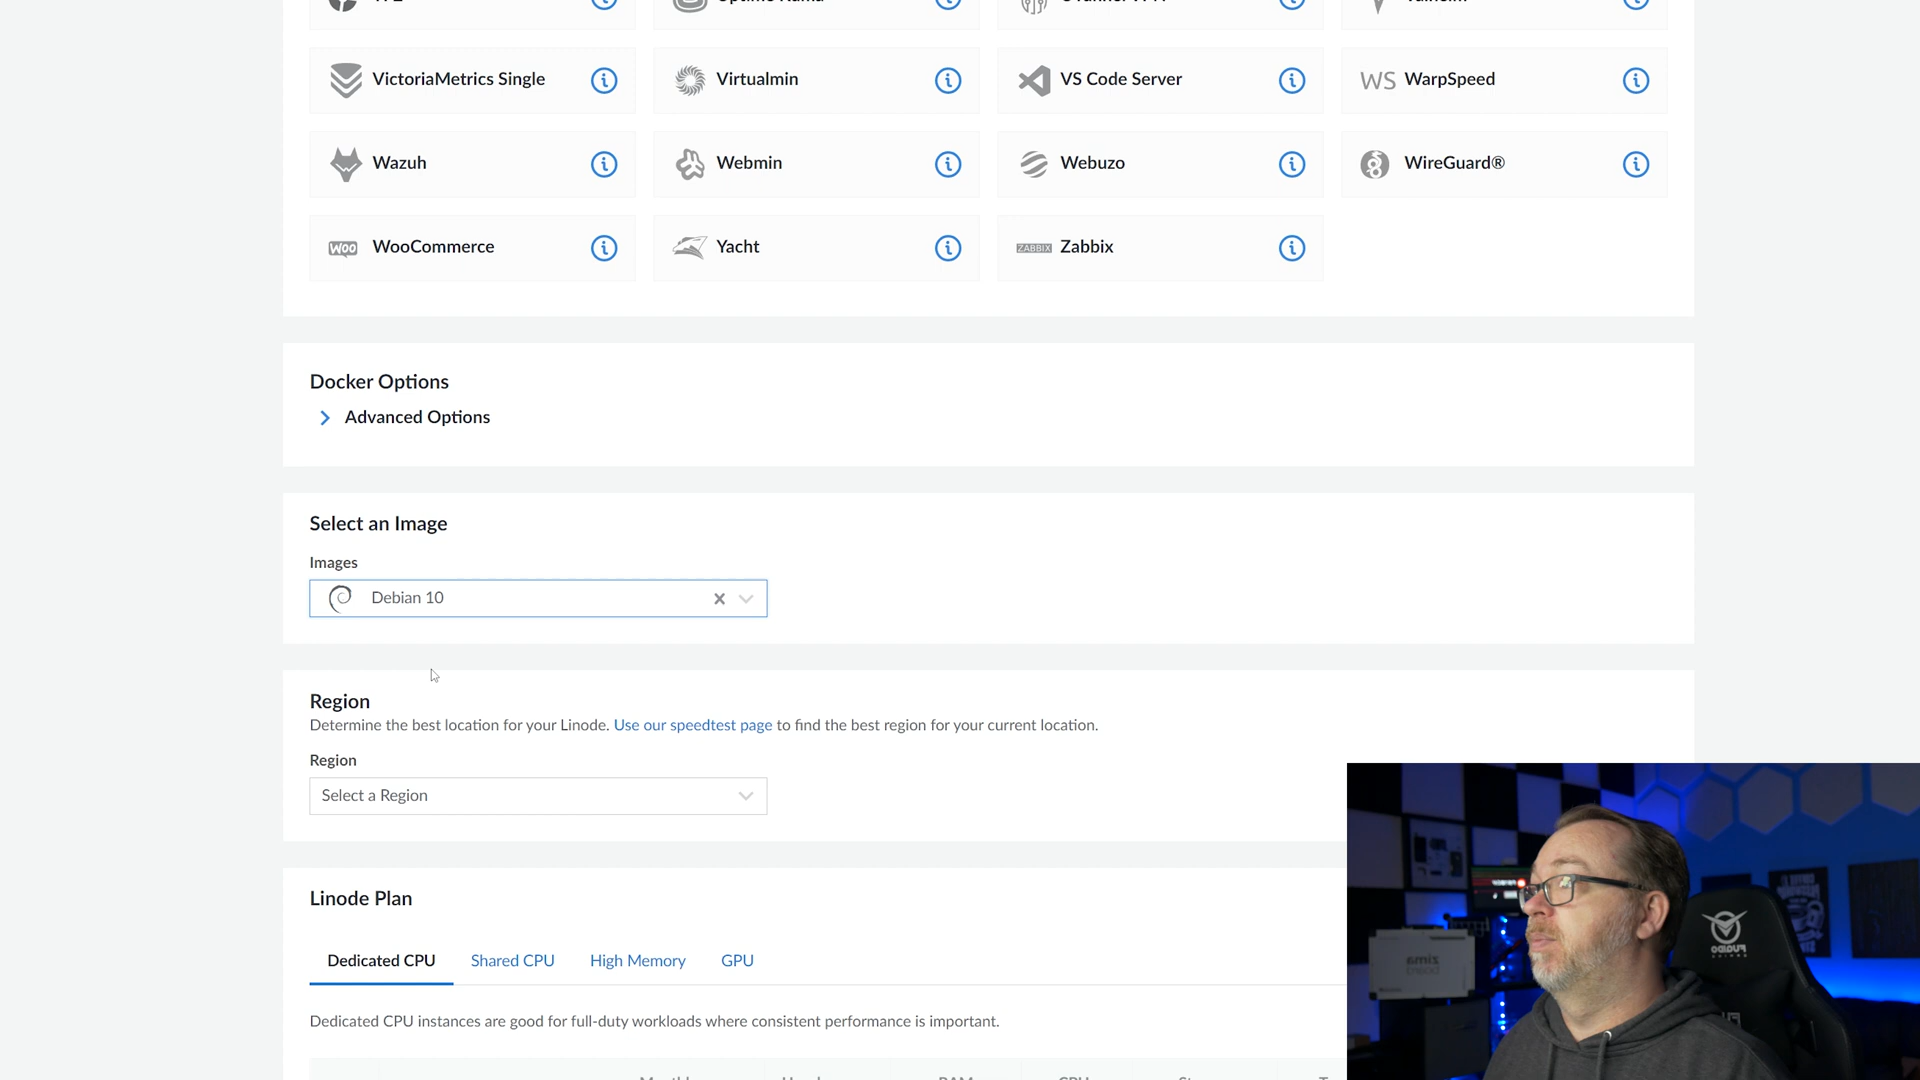 VictoriaMetrics Single
Virtualmin
VS Code Server
WS WarpSpeed
Wazuh
Webmin
Webuzo
WireGuard®
WOO WooCommerce
Yacht
ZABBIX Zabbix
Docker Options
Advanced Options
Select an Image
Images
Debian 10
Region
Determine the best location for your Linode. Use our speedtest page to find the best region for your current location.
Region
Select a Region
Linode Plan
Dedicated CPU Shared CPU High Memory GPU
Dedicated CPU instances are good for full-duty workloads where consistent performance is important.